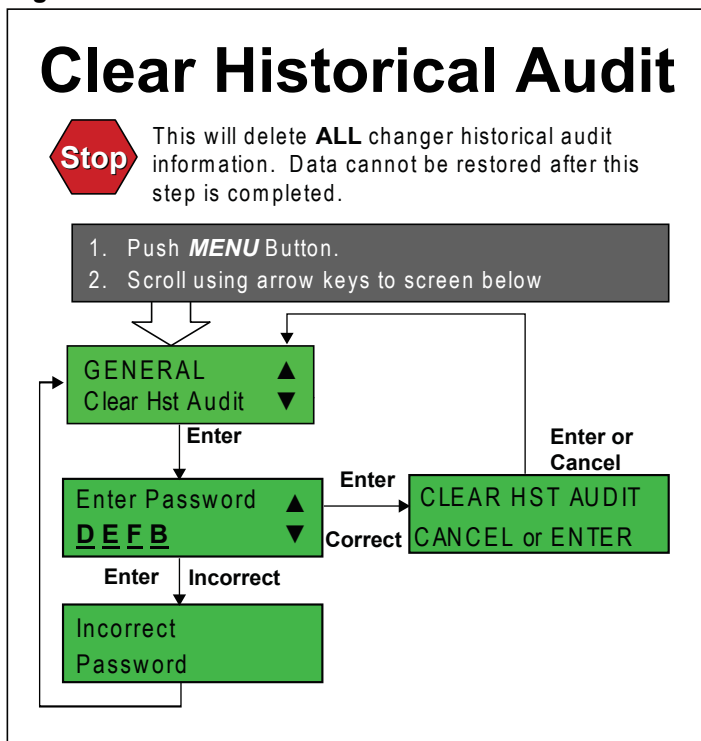 Clear Historical Audit
Stop
This will delete ALL changer historical audit
information. Data cannot be restored after this
step is completed.
1. Push MENU Button.
2. Scroll using arrow keys to screen below
GENERAL ▲
Clear Hst Audit ▼
Enter
Enter or
Cancel
Enter Password ▲
D E F B ▼
Enter
Correct
CLEAR HST AUDIT
CANCEL or ENTER
Enter Incorrect
Incorrect
Password